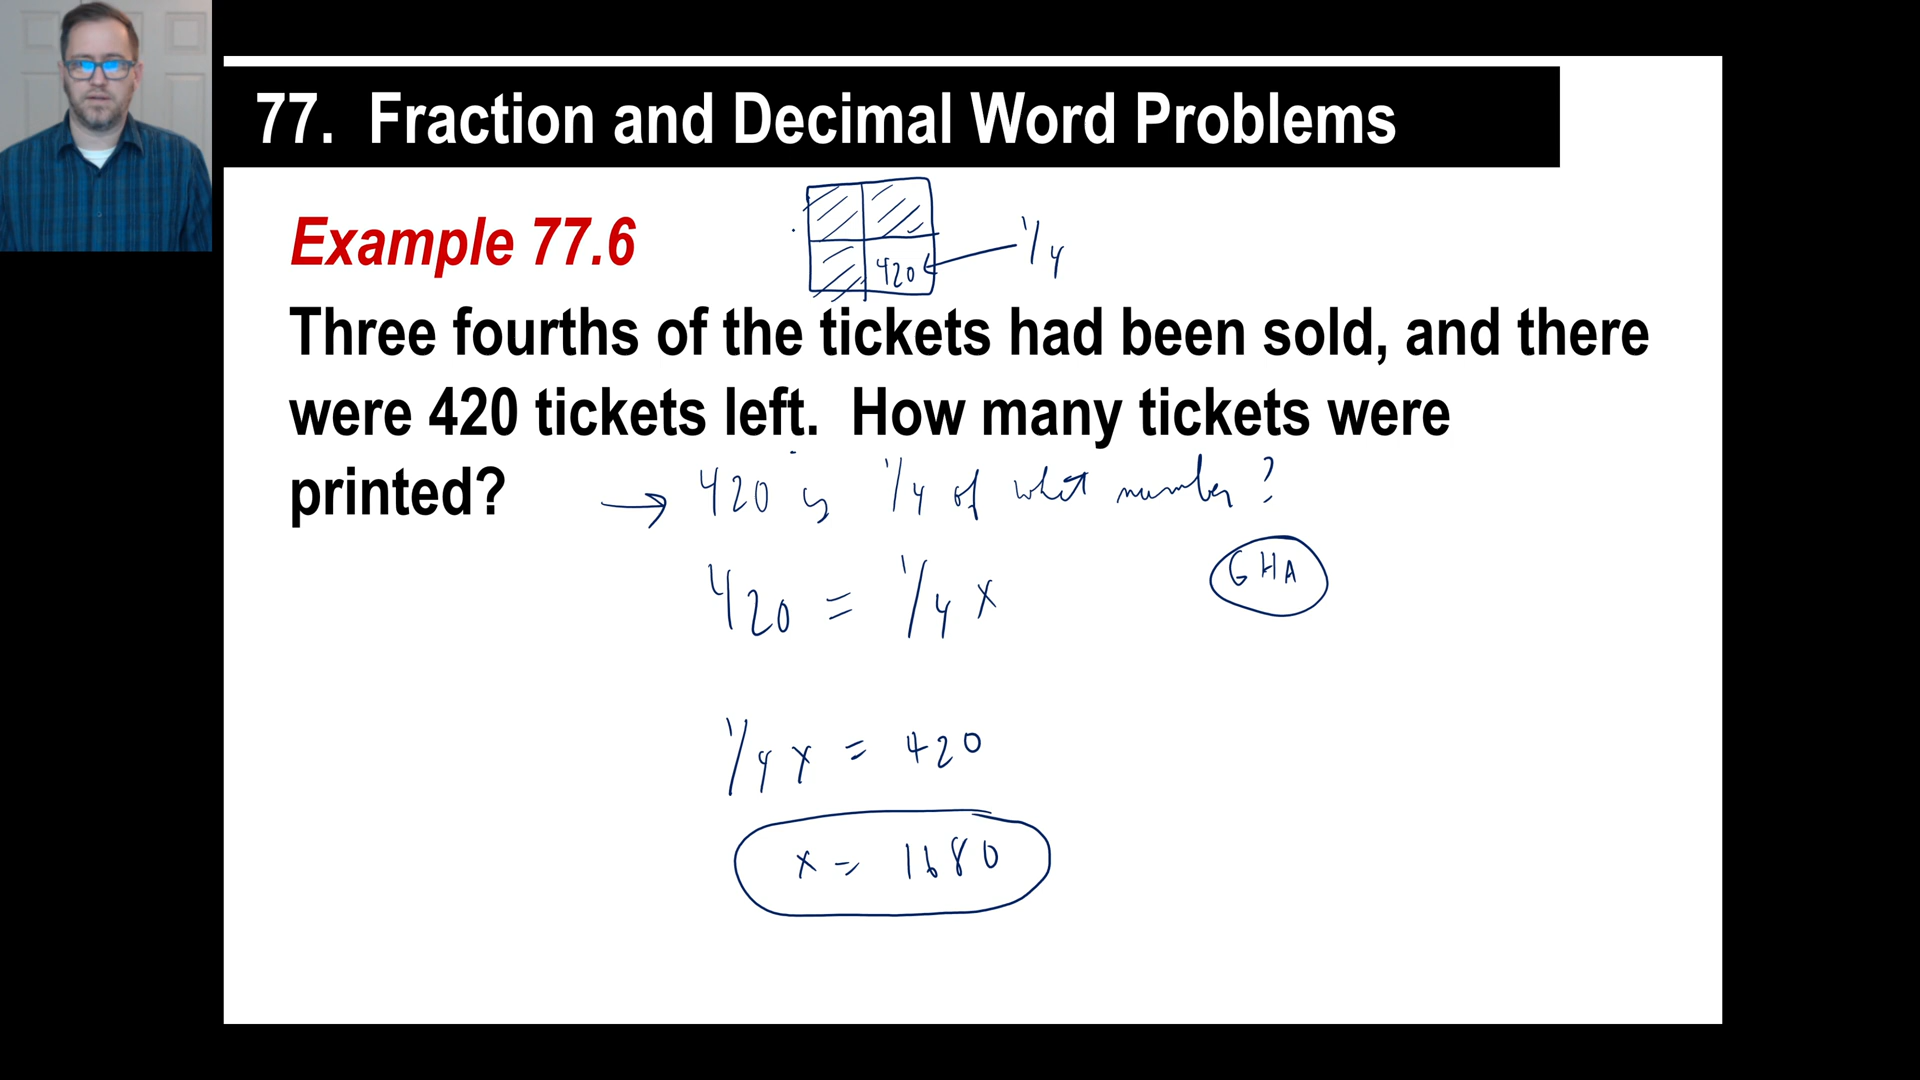 77. Fraction and Decimal Word Problems
Example 77.6
420
1/4
Three fourths of the tickets had been sold, and there
were 420 tickets left. How many tickets were
printed?
→ 420 is 1/4 of what number?
GHA
420 = 1/4 x
1/4 x = 420
x = 1680